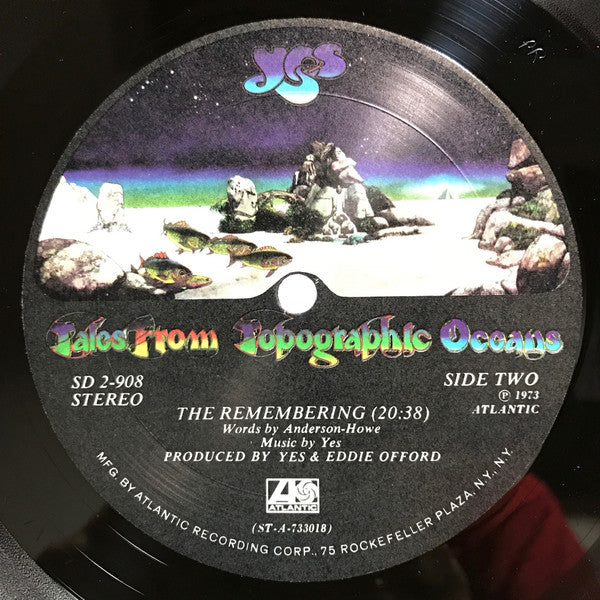 PR
yes
Tales From Topographic Oceans
SD 2-908
STEREO
SIDE TWO
℗ 1973
ATLANTIC
THE REMEMBERING (20:38)
Words by Anderson-Howe
Music by Yes
PRODUCED BY YES & EDDIE OFFORD
ATLANTIC
(ST-A-733018)
MFG. BY ATLANTIC RECORDING CORP., 75 ROCKEFELLER PLAZA, N.Y., N.Y.